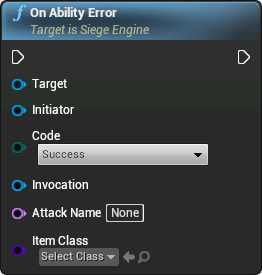 On Ability Error
Target is Siege Engine
Target
Initiator
Code
Success
Invocation
Attack Name None
Item Class
Select Class